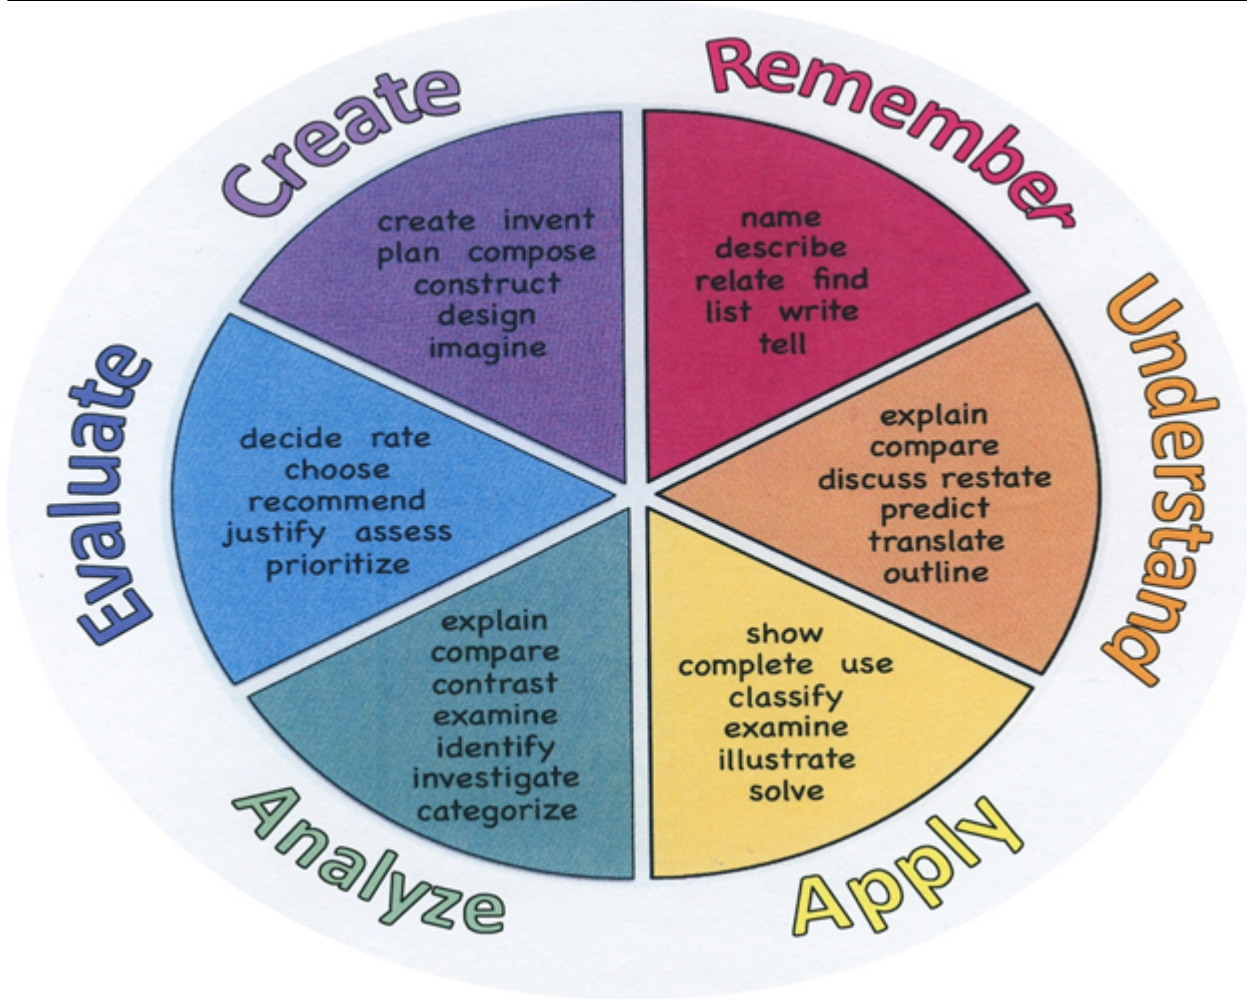 Remember
name
describe
relate find
list write
tell
Understand
explain
compare
discuss restate
predict
translate
outline
Apply
show
complete use
classify
examine
illustrate
solve
Analyze
explain
compare
contrast
examine
identify
investigate
categorize
Evaluate
decide rate
choose
recommend
justify assess
prioritize
Create
create invent
plan compose
construct
design
imagine